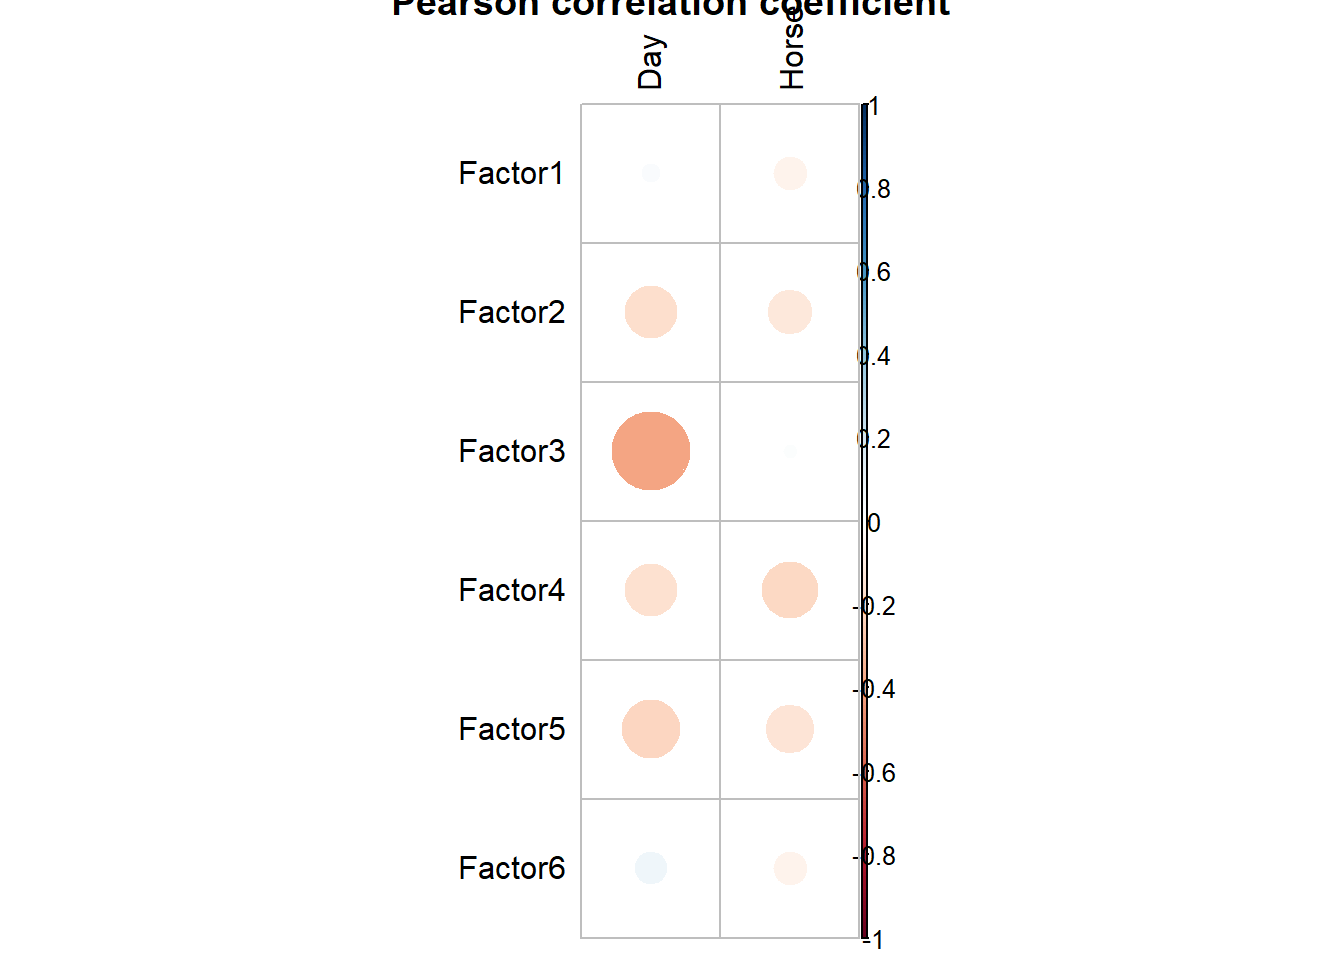 Pearson correlation coefficient
Day
Horse
1
Factor1
0.8
0.6
Factor2
0.4
0.2
Factor3
0
Factor4
-0.2
-0.4
Factor5
-0.6
-0.8
Factor6
-1